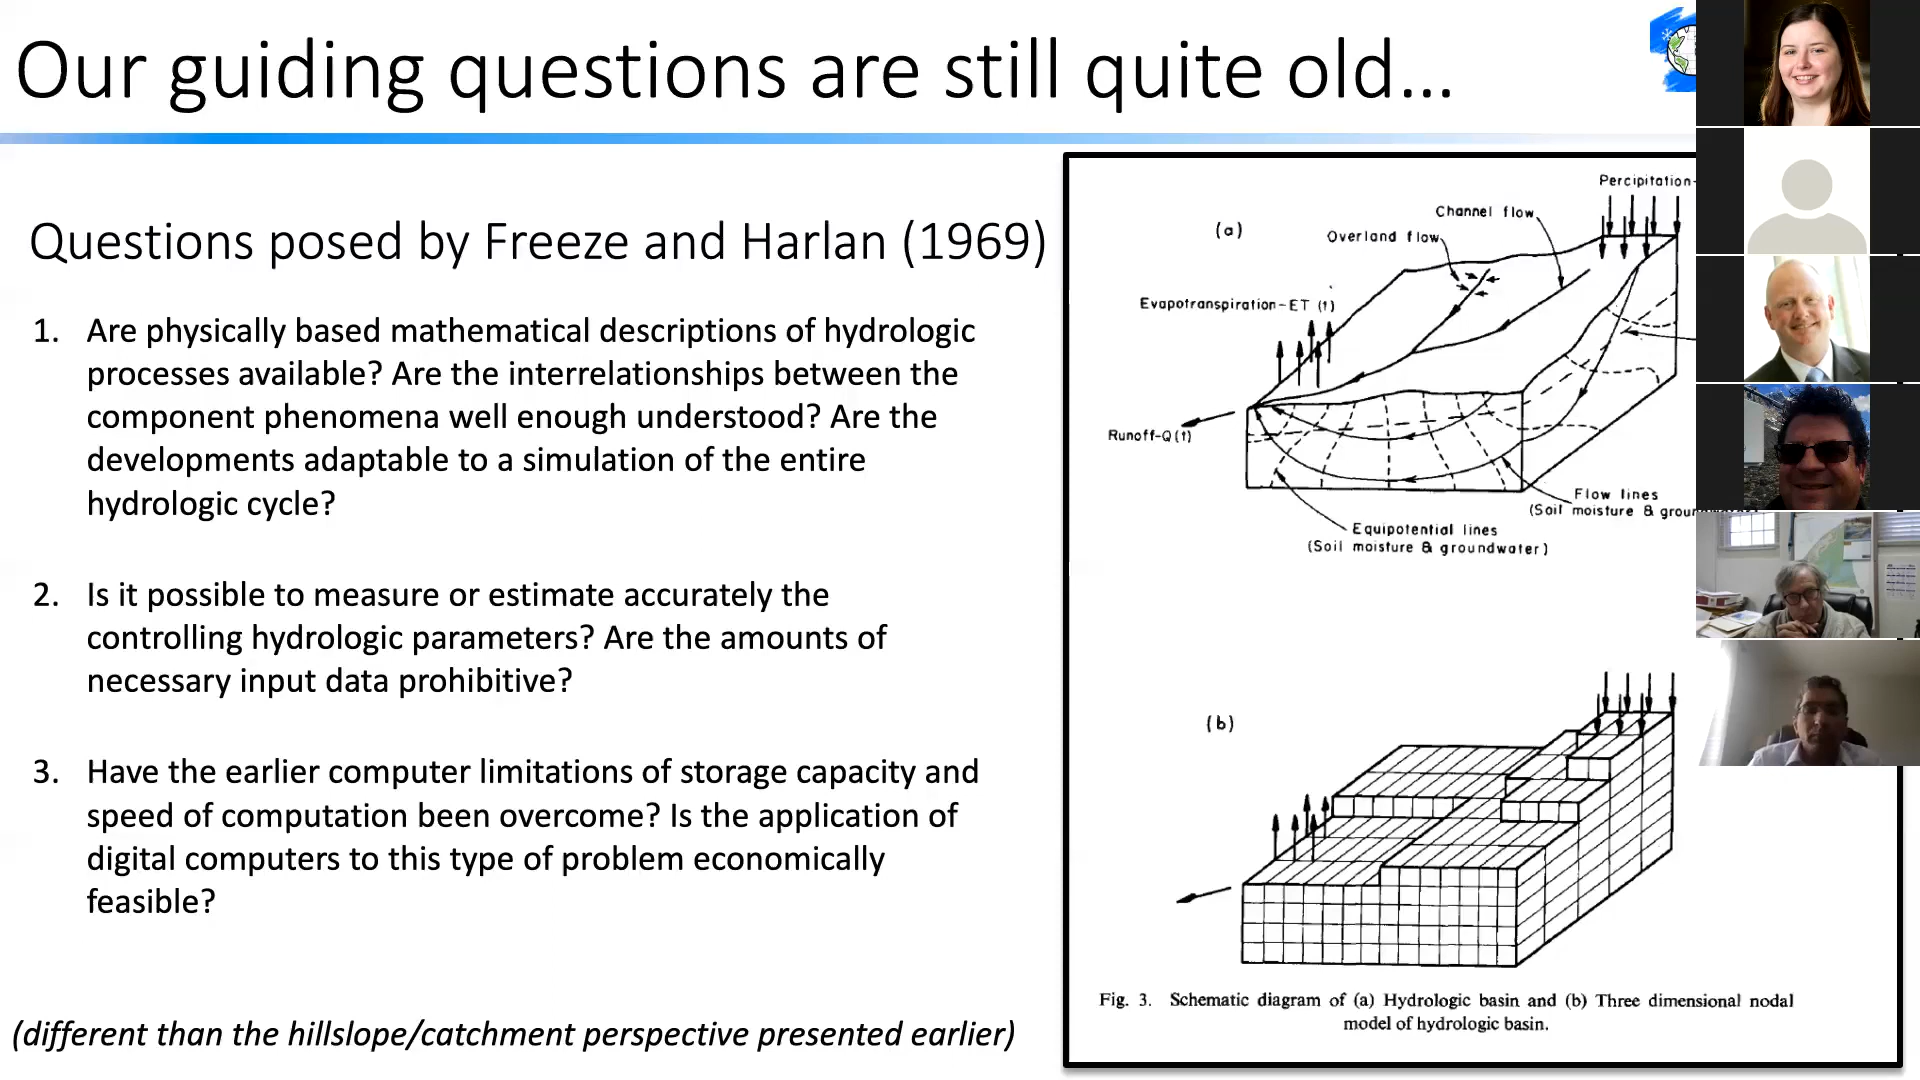 Our guiding questions are still quite old...
Questions posed by Freeze and Harlan (1969)
1. Are physically based mathematical descriptions of hydrologic
processes available? Are the interrelationships between the
component phenomena well enough understood? Are the
developments adaptable to a simulation of the entire
hydrologic cycle?
2. Is it possible to measure or estimate accurately the
controlling hydrologic parameters? Are the amounts of
necessary input data prohibitive?
3. Have the earlier computer limitations of storage capacity and
speed of computation been overcome? Is the application of
digital computers to this type of problem economically
feasible?
(different than the hillslope/catchment perspective presented earlier)
Percipitation-
Channel flow
(a)
Overland flow
Evapotranspiration-ET (t)
Runoff-Q(t)
Flow lines
(Soil moisture &
Equipotential lines
(Soil moisture & groundwater)
(b)
Fig. 3. Schematic diagram of (a) Hydrologic basin and (b) Three dimensional nodal
model of hydrologic basin.